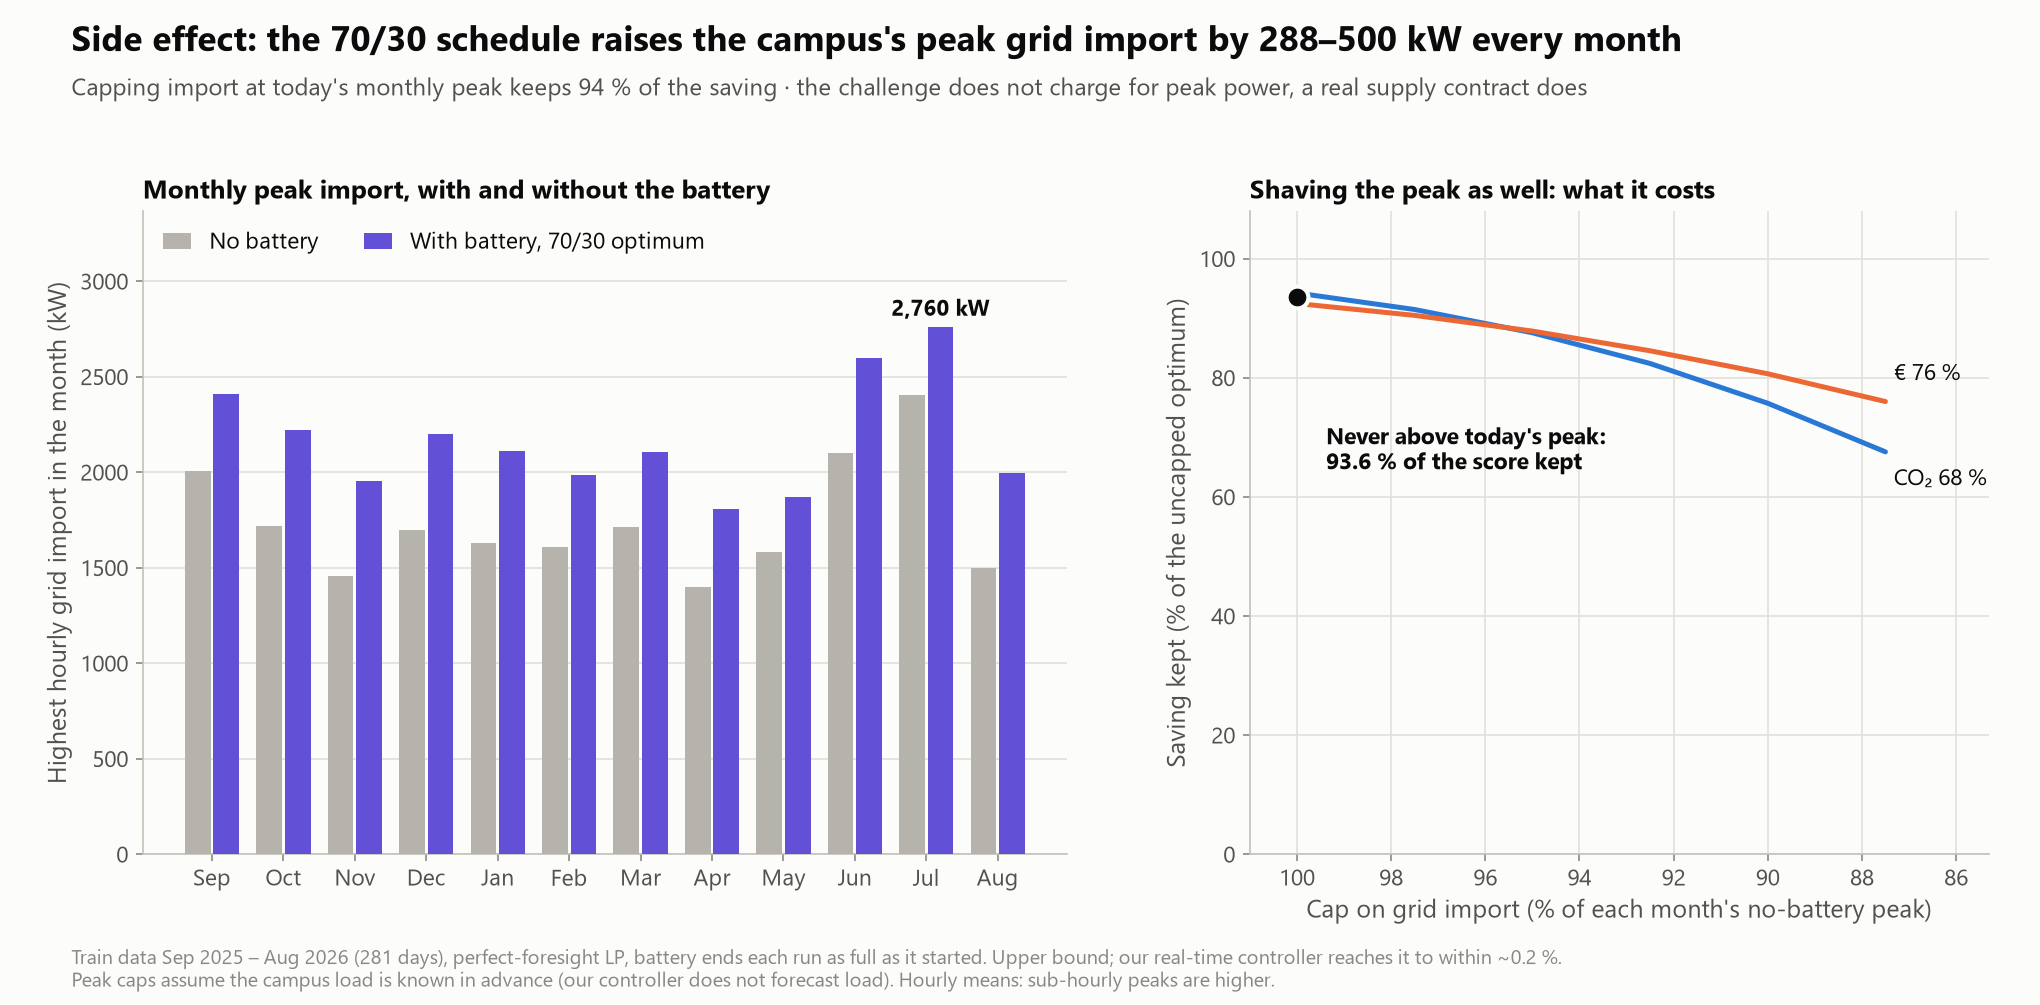 Side effect: the 70/30 schedule raises the campus's peak grid import by 288–500 kW every month
Capping import at today's monthly peak keeps 94 % of the saving · the challenge does not charge for peak power, a real supply contract does
Monthly peak import, with and without the battery
No battery
With battery, 70/30 optimum
Highest hourly grid import in the month (kW)
3000
2500
2000
1500
1000
500
0
2,760 kW
Sep Oct Nov Dec Jan Feb Mar Apr May Jun Jul Aug
Shaving the peak as well: what it costs
Saving kept (% of the uncapped optimum)
100
80
60
40
20
0
€ 76 %
CO₂ 68 %
Never above today's peak:
93.6 % of the score kept
100 98 96 94 92 90 88 86
Cap on grid import (% of each month's no-battery peak)
Train data Sep 2025 – Aug 2026 (281 days), perfect-foresight LP, battery ends each run as full as it started. Upper bound; our real-time controller reaches it to within ~0.2 %.
Peak caps assume the campus load is known in advance (our controller does not forecast load). Hourly means: sub-hourly peaks are higher.